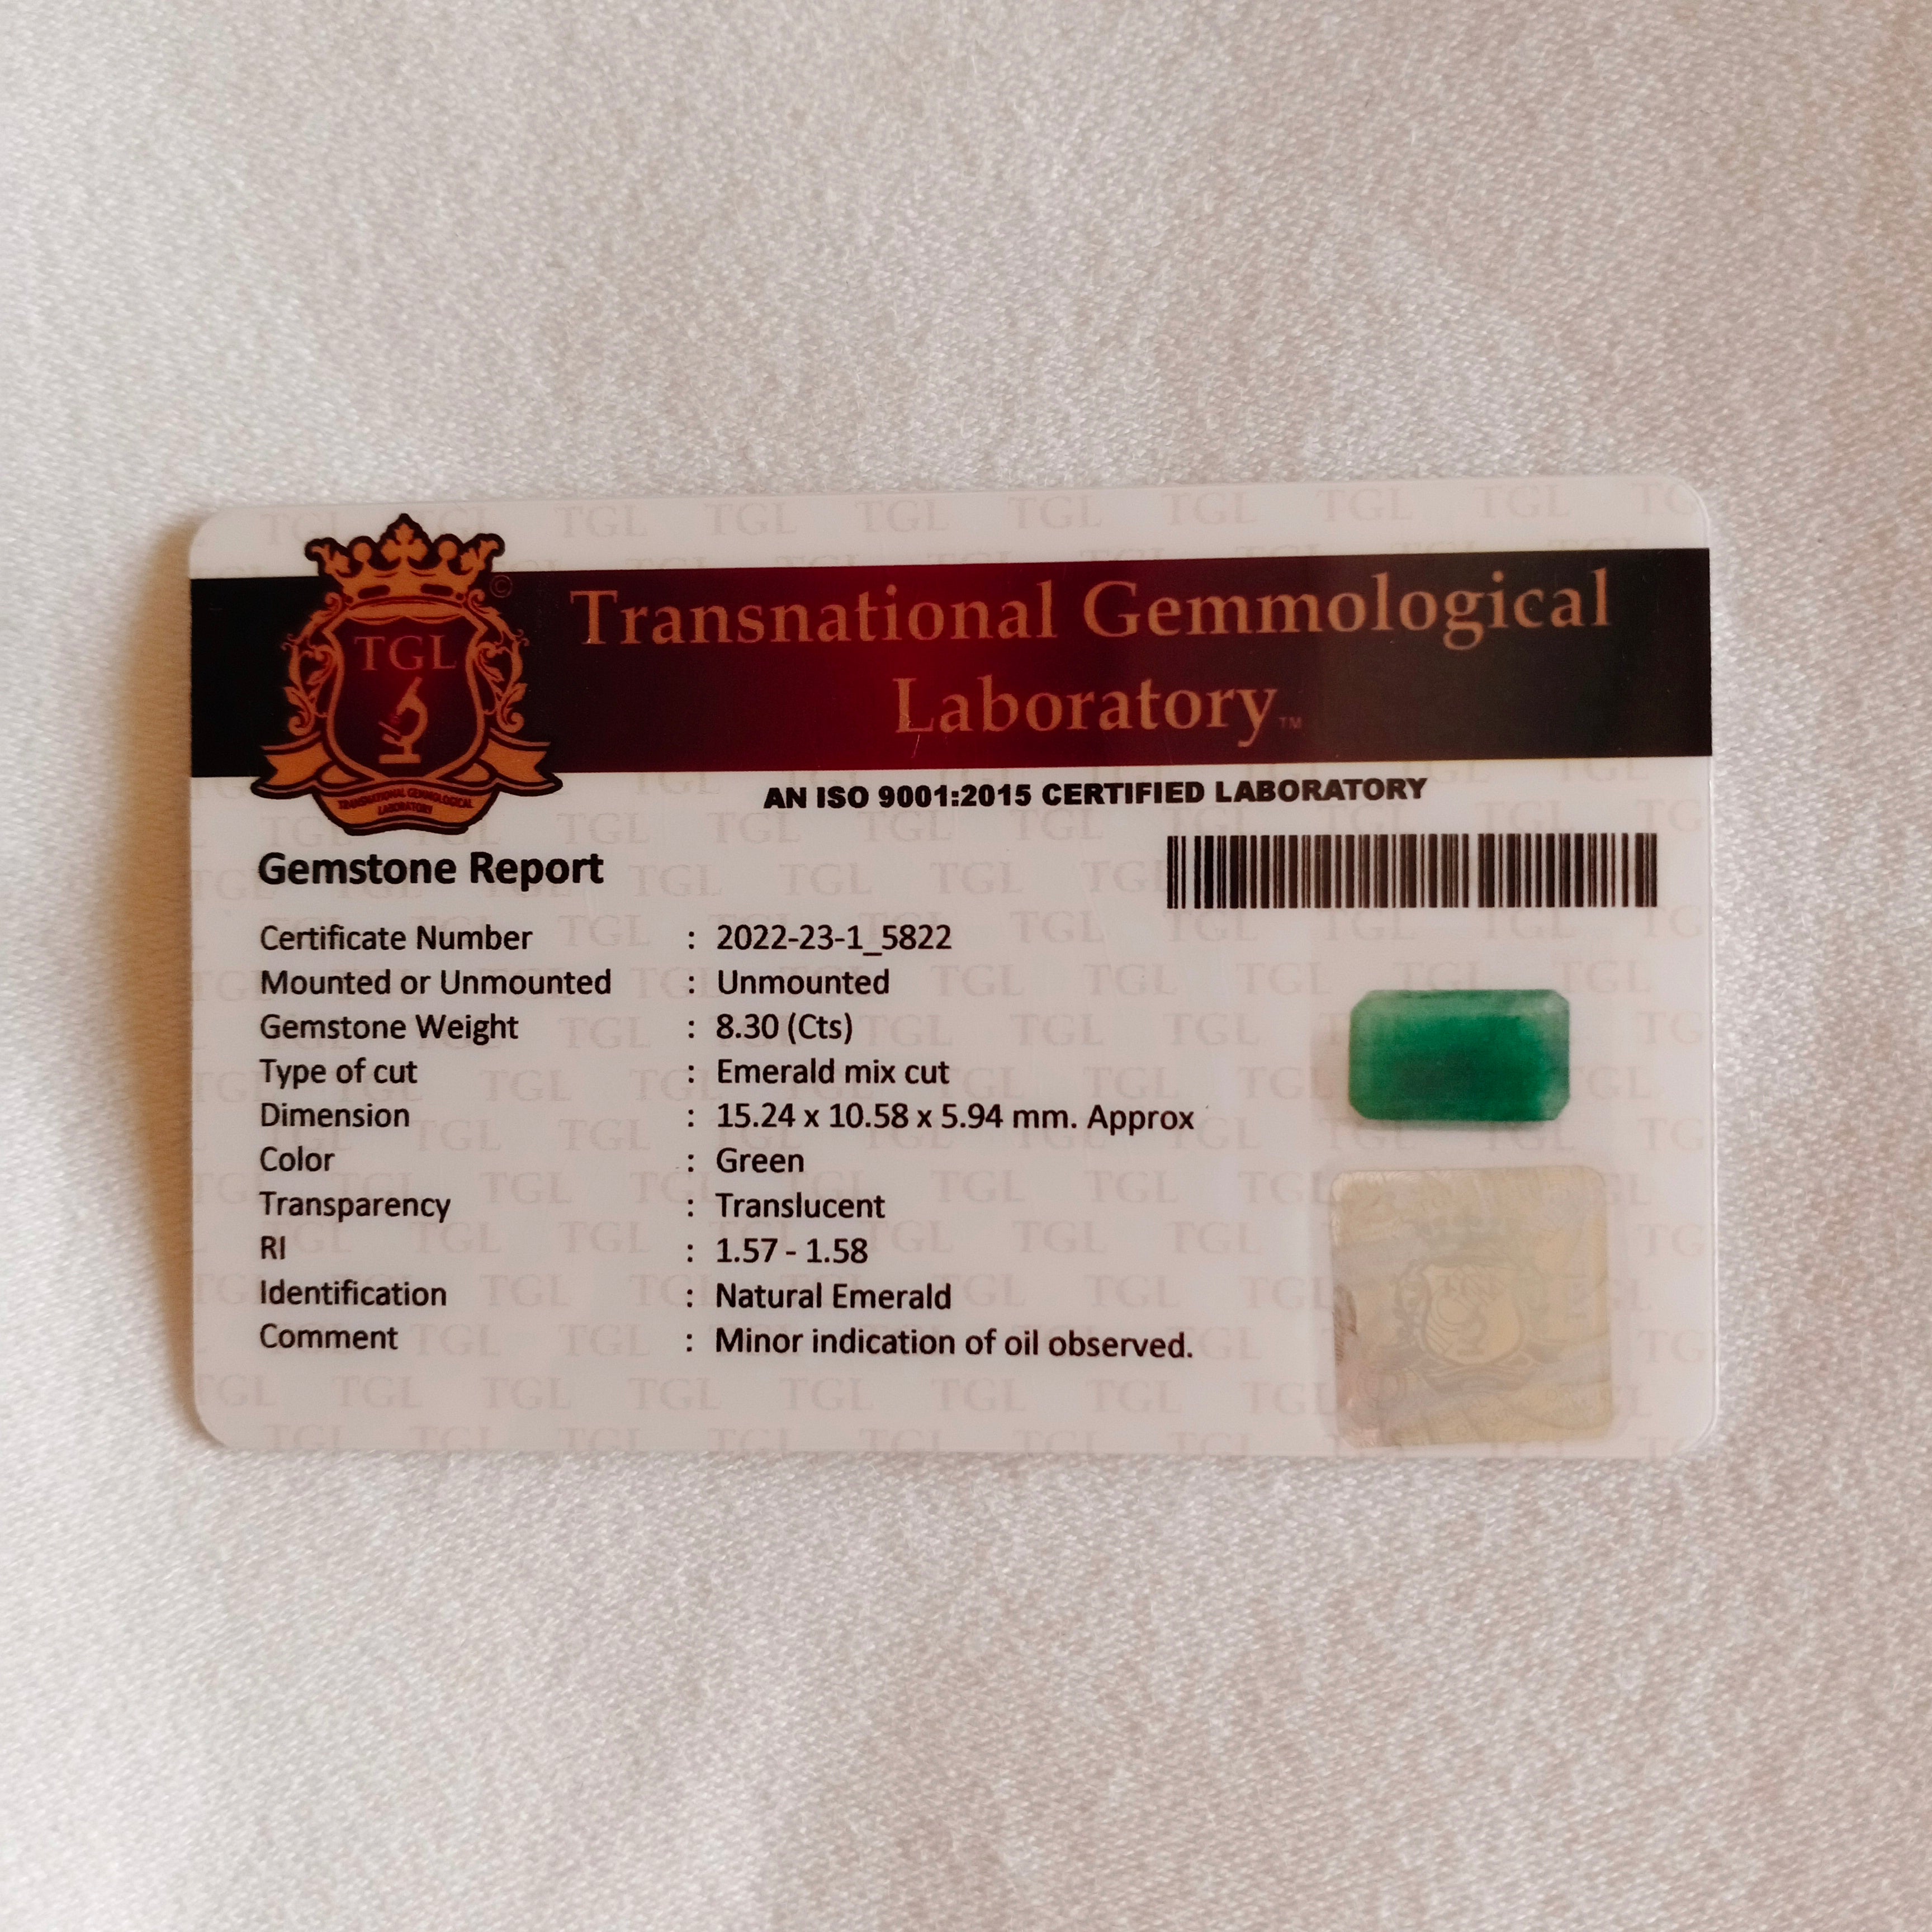 TGL
TRANSNATIONAL GEMMOLOGICAL
LABORATORY
©
Transnational Gemmological
Laboratory™
AN ISO 9001:2015 CERTIFIED LABORATORY
Gemstone Report
Certificate Number : 2022-23-1_5822
Mounted or Unmounted : Unmounted
Gemstone Weight : 8.30 (Cts)
Type of cut : Emerald mix cut
Dimension : 15.24 x 10.58 x 5.94 mm. Approx
Color : Green
Transparency : Translucent
RI : 1.57 - 1.58
Identification : Natural Emerald
Comment : Minor indication of oil observed.